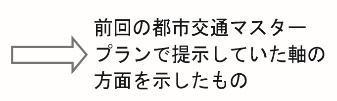 前回の都市交通マスター
プランで提示していた軸の
方面を示したもの